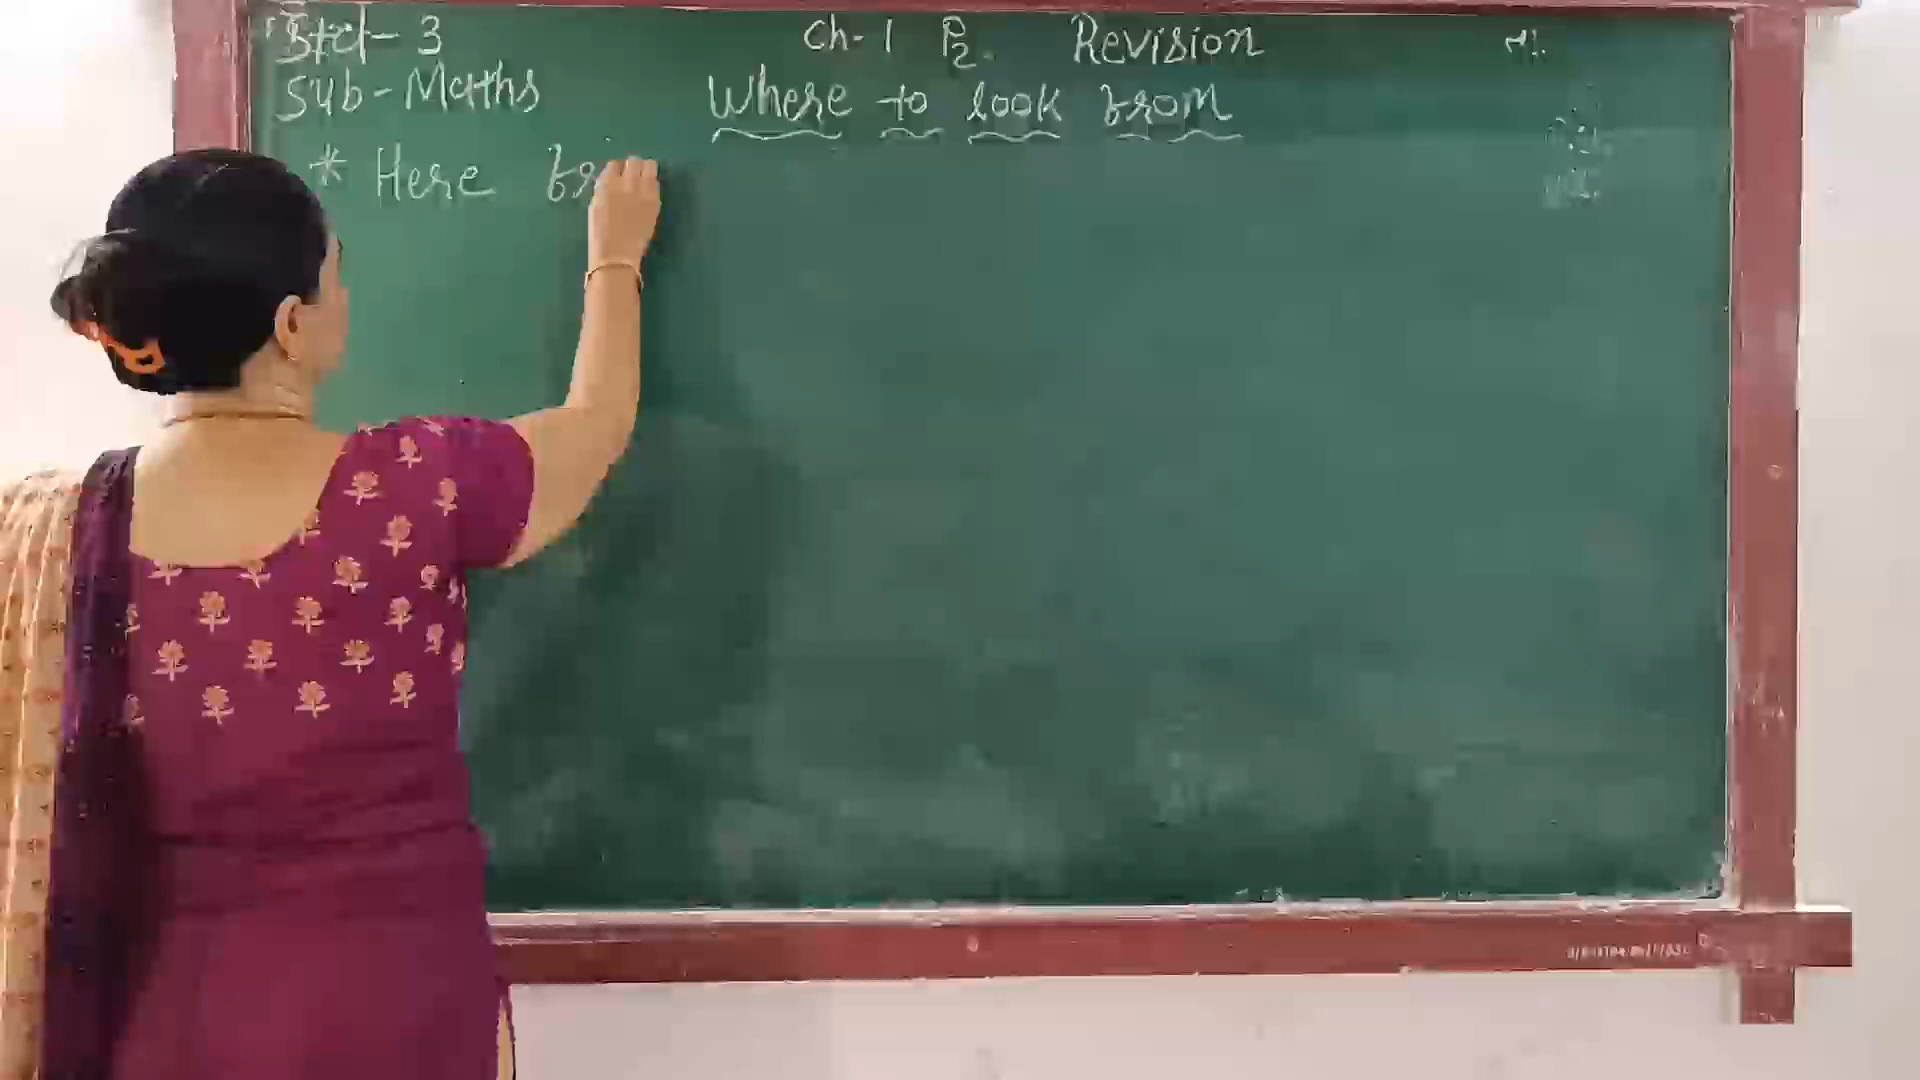 Std- 3 Ch-1 P2. Revision
Sub-Maths Where to look from
* Here